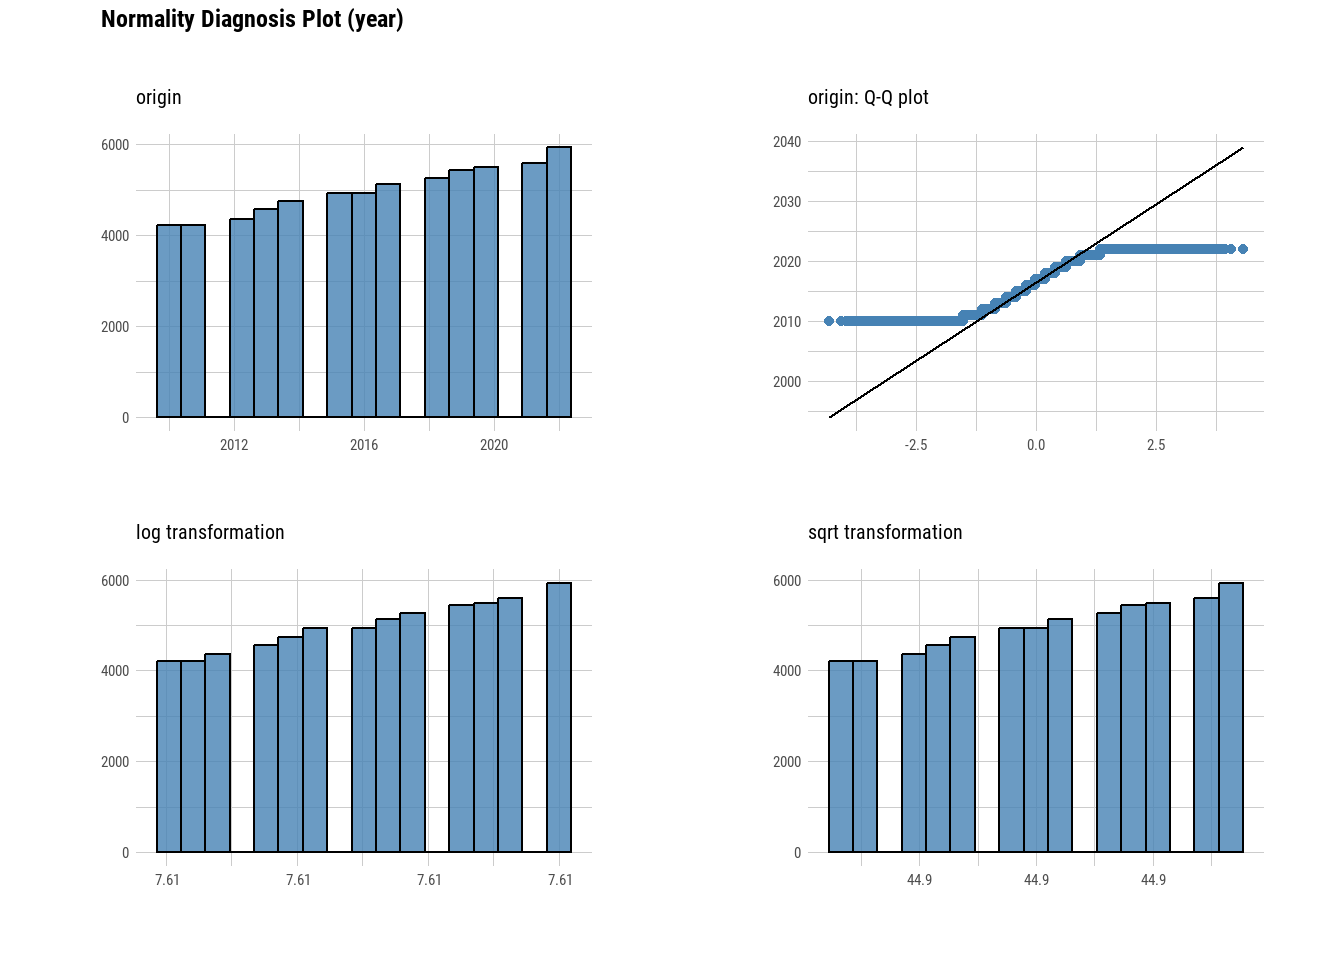 Normality Diagnosis Plot (year)
origin
6000
4000
2000
0
2012 2016 2020
origin: Q-Q plot
2040
2030
2020
2010
2000
-2.5 0.0 2.5
log transformation
6000
4000
2000
0
7.61 7.61 7.61 7.61
sqrt transformation
6000
4000
2000
0
44.9 44.9 44.9